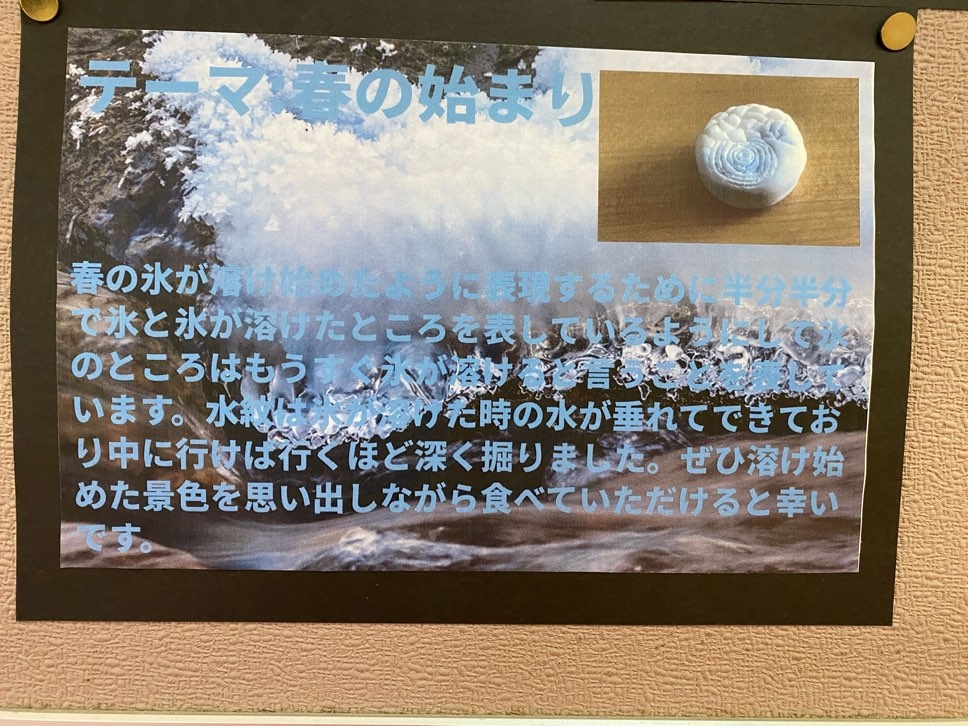 テーマ:春の始まり
春の氷が溶け始めたように表現するために半分半分
で氷と氷が溶けたところを表しているようにして氷
のところはもうすぐ氷が溶けると言うことを表して
います。水紋は氷が溶けた時の水が垂れてできてお
り中に行けば行くほど深く掘りました。ぜひ溶け始
めた景色を思い出しながら食べていただけると幸い
です。